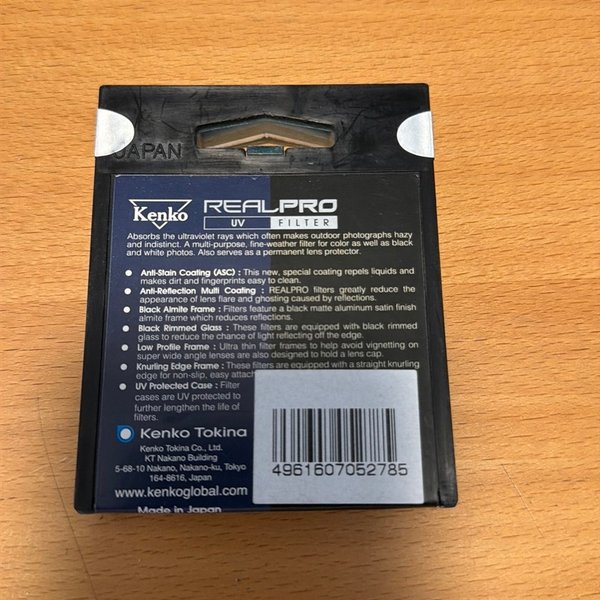 JAPAN
Kenko
REALPRO
UV FILTER
Absorbs the ultraviolet rays which often makes outdoor photographs hazy
and indistinct. A multi-purpose, fine-weather filter for color as well as black
and white photos. Also serves as a permanent lens protector.
• Anti-Stain Coating (ASC) : This new, special coating repels liquids and
makes dirt and fingerprints easy to clean.
• Anti-Reflection Multi Coating : REALPRO filters greatly reduce the
appearance of lens flare and ghosting caused by reflections.
• Black Almite Frame : Filters feature a black matte aluminum satin finish
almite frame which reduces reflections.
• Black Rimmed Glass : These filters are equipped with black rimmed
glass to reduce the chance of light reflecting off the edge.
• Low Profile Frame : Ultra thin filter frames to help avoid vignetting on
super wide angle lenses are also designed to hold a lens cap.
• Knurling Edge Frame : These filters are equipped with a straight knurling
edge for non-slip, easy attach
• UV Protected Case : Filter
cases are UV protected to
further lengthen the life of
filters.
Kenko Tokina
Kenko Tokina Co., Ltd.
KT Nakano Building
5-68-10 Nakano, Nakano-ku, Tokyo
164-8616, Japan
www.kenkoglobal.com
Made in Japan
4961607052785